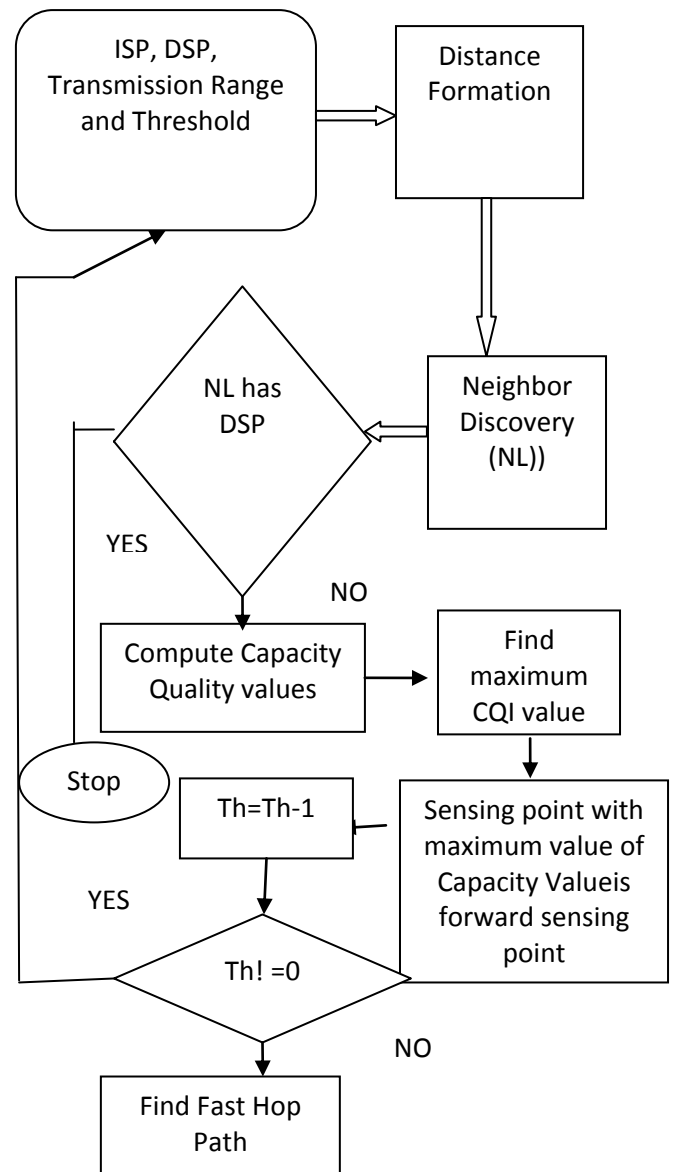 ISP, DSP,
Transmission Range
and Threshold
Distance
Formation
NL has
DSP
Neighbor
Discovery
(NL))
YES
NO
Compute Capacity
Quality values
Find
maximum
CQI value
Stop
Th=Th-1
Sensing point with
maximum value of
Capacity Valueis
forward sensing
point
YES
Th! =0
NO
Find Fast Hop
Path